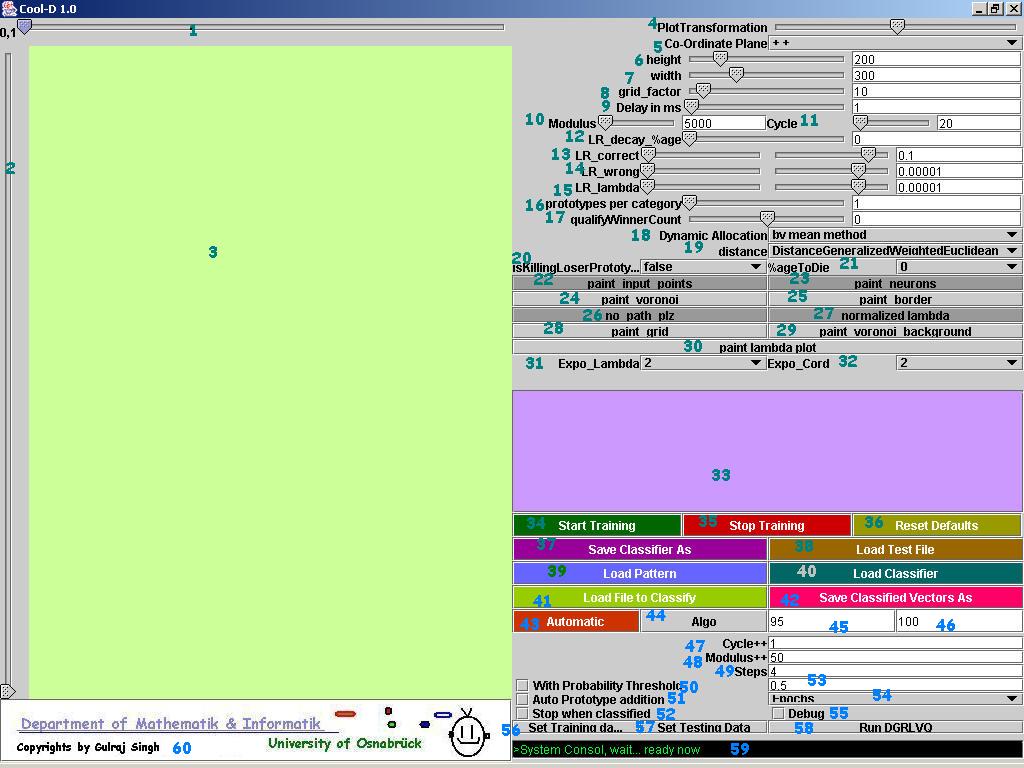 Cool-D 1.0
0,1
1
4 PlotTransformation
5 Co-Ordinate Plane ++
6 height 200
7 width 300
8 grid_factor 10
9 Delay in ms 1
10 Modulus 5000 Cycle 11 20
12 LR_decay_%age 0
13 LR_correct 0.1
14 LR_wrong 0.00001
15 LR_lambda 0.00001
16 prototypes per category 1
17 qualifyWinnerCount 0
18 Dynamic Allocation by mean method
19 distance DistanceGeneralizedWeightedEuclidean
20 isKillingLoserPrototy... false %ageToDie 21 0
22 paint_input_points 23 paint_neurons
24 paint_voronoi 25 paint_border
26 no_path_plz 27 normalized lambda
28 paint_grid 29 paint_voronoi_background
30 paint lambda plot
31 Expo_Lambda 2 Expo_Cord 32 2
2
3
33
34 Start Training 35 Stop Training 36 Reset Defaults
37 Save Classifier As 38 Load Test File
39 Load Pattern 40 Load Classifier
41 Load File to Classify 42 Save Classified Vectors As
43 Automatic 44 Algo 95 45 100 46
47 Cycle++ 1
48 Modulus++ 50
49 Steps 4
With Probability Threshold 50 0.5 53
Auto Prototype addition 51 Epochs 54
Stop when classified 52 Debug 55
56 Set Training da... 57 Set Testing Data 58 Run DGRLVQ
>System Consol, wait... ready now 59
Department of Mathematik & Informatik
Copyrights by Gulraj Singh 60
University of Osnabrück